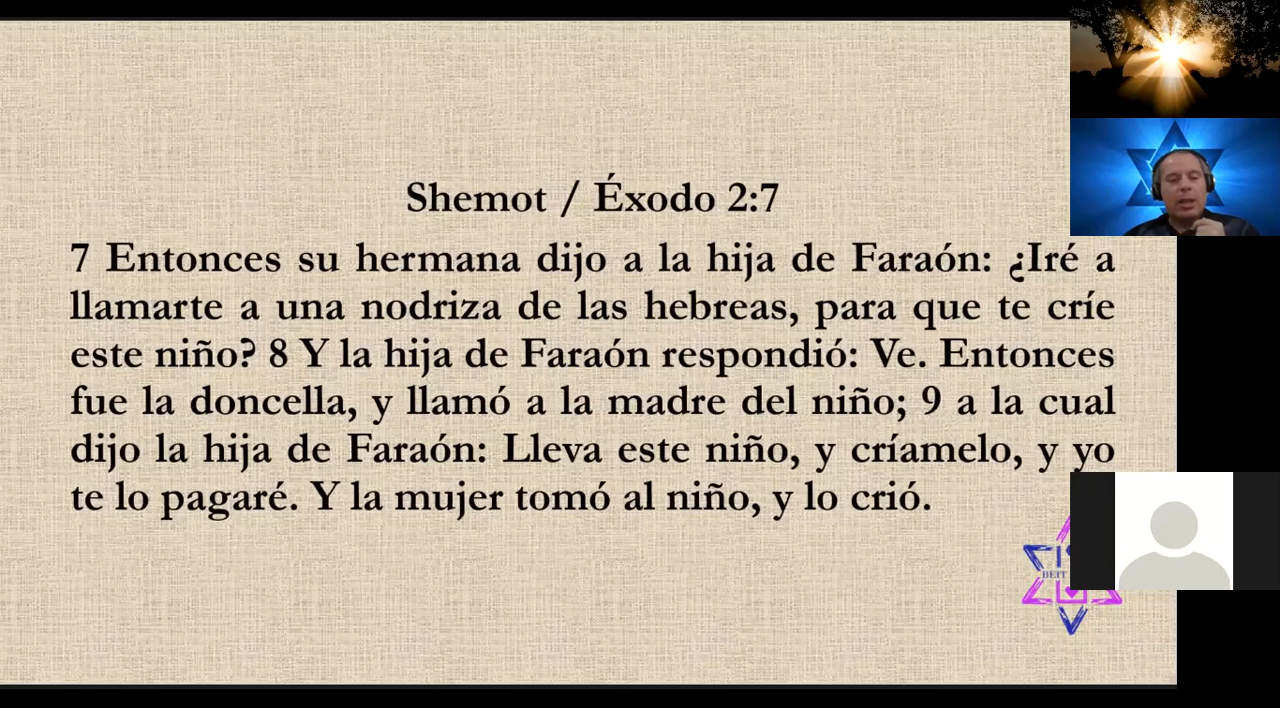 Shemot / Éxodo 2:7
7 Entonces su hermana dijo a la hija de Faraón: ¿Iré a
llamarte a una nodriza de las hebreas, para que te críe
este niño? 8 Y la hija de Faraón respondió: Ve. Entonces
fue la doncella, y llamó a la madre del niño; 9 a la cual
dijo la hija de Faraón: Lleva este niño, y críamelo, y yo
te lo pagaré. Y la mujer tomó al niño, y lo crió.
BEIT